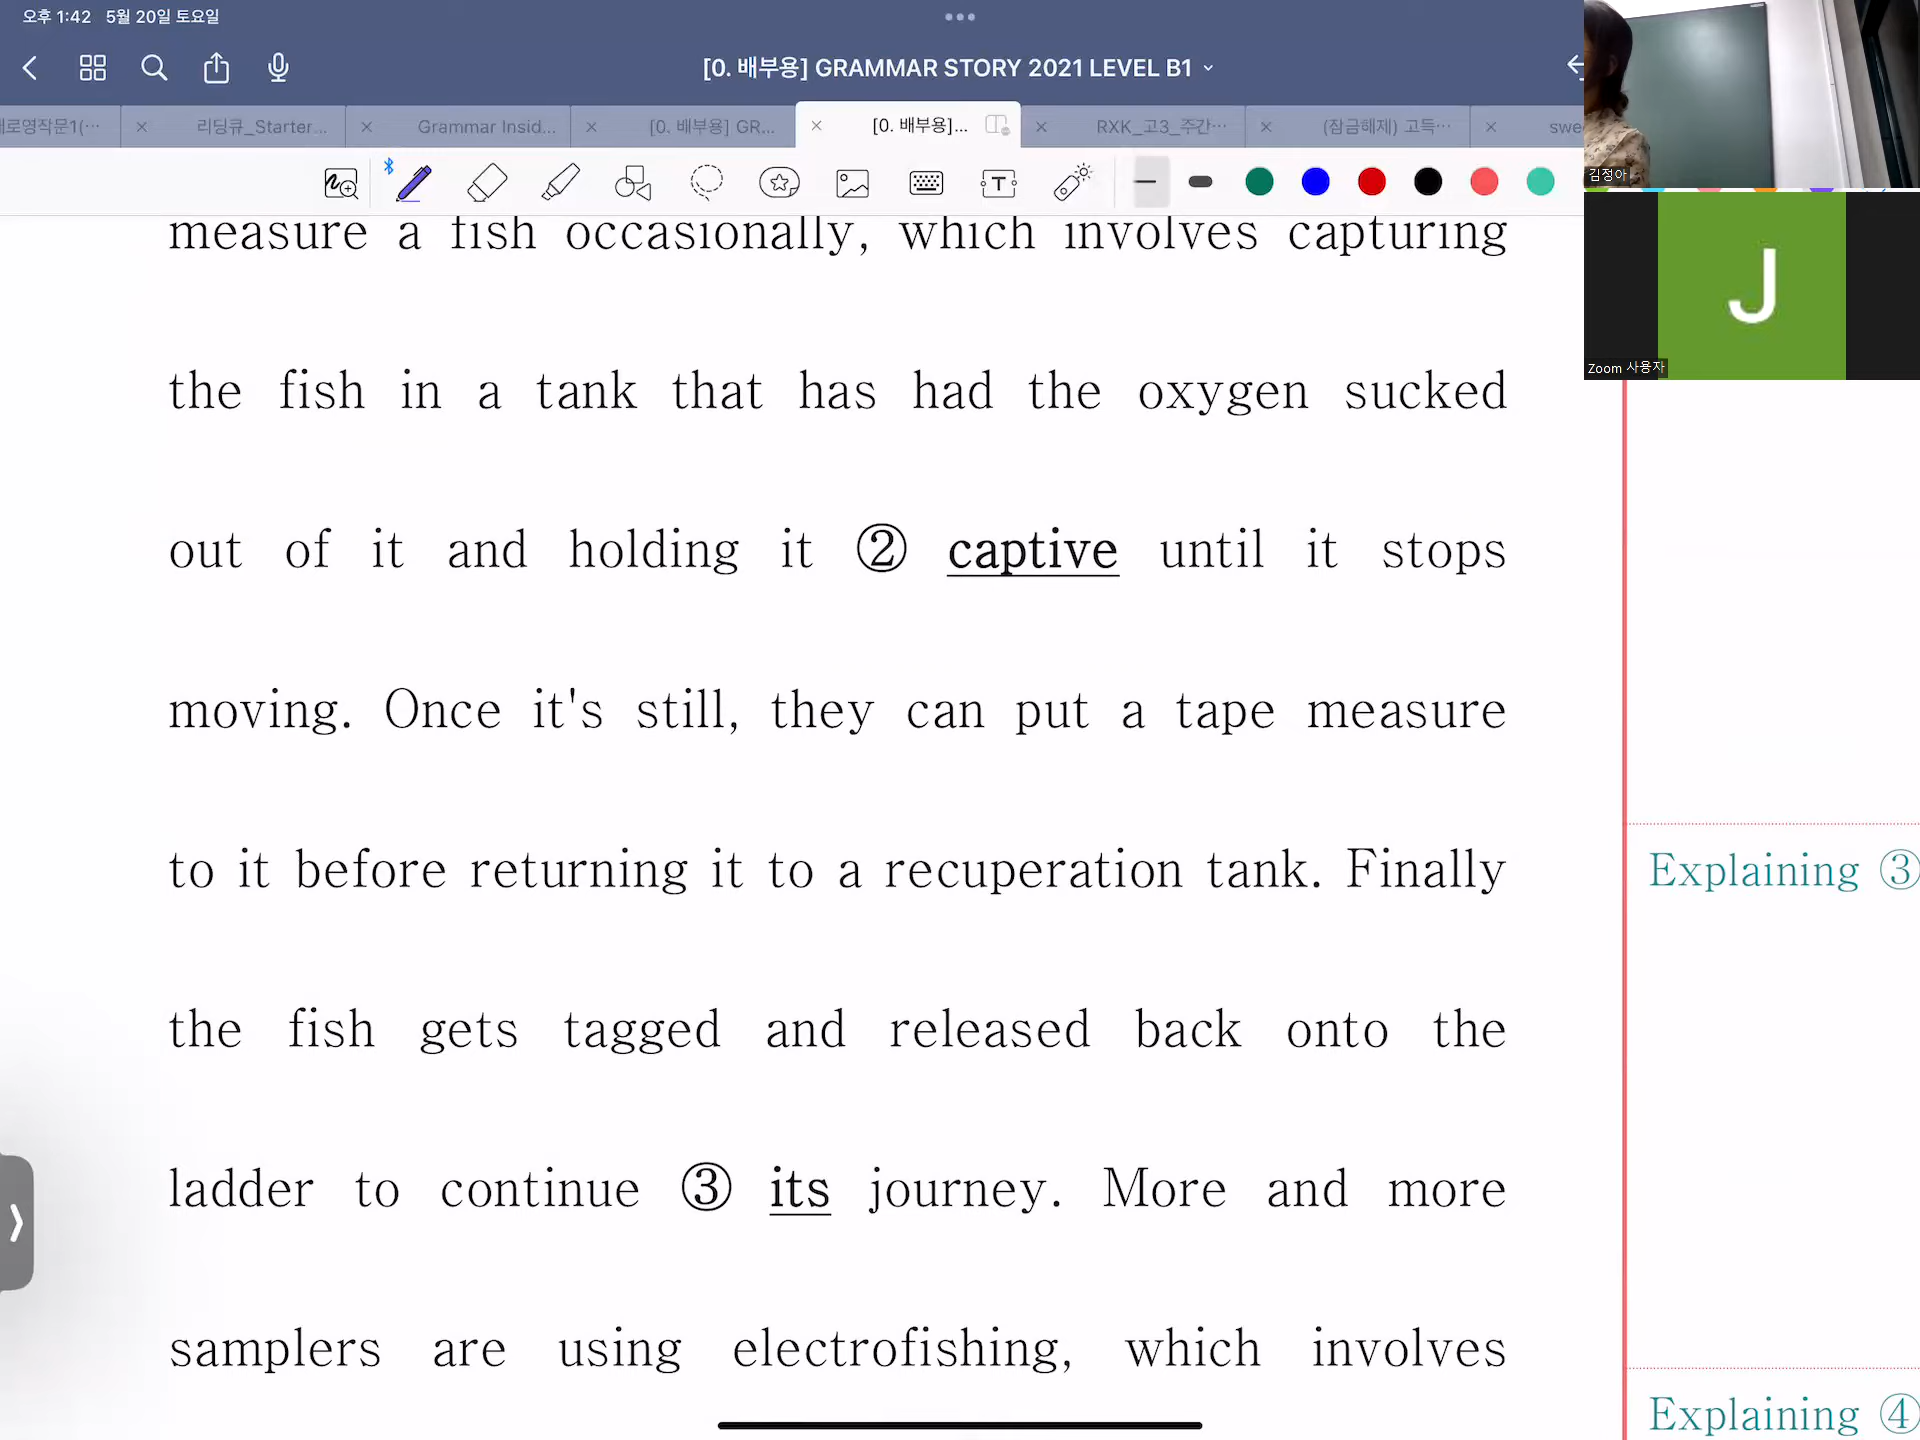 오후 1:42 5월 20일 토요일
[0. 배부용] GRAMMAR STORY 2021 LEVEL B1
테로영작문1(…
리딩큐_Starter...
Grammar Insid...
[0. 배부용] GR...
[0. 배부용]...
RXK_고3_주간…
(잠금해제) 고득…
swe
김정아
J
Zoom 사용자
measure a fish occasionally, which involves capturing
the fish in a tank that has had the oxygen sucked
out of it and holding it ② captive until it stops
moving. Once it's still, they can put a tape measure
to it before returning it to a recuperation tank. Finally
Explaining ③
the fish gets tagged and released back onto the
ladder to continue ③ its journey. More and more
samplers are using electrofishing, which involves
Explaining ④